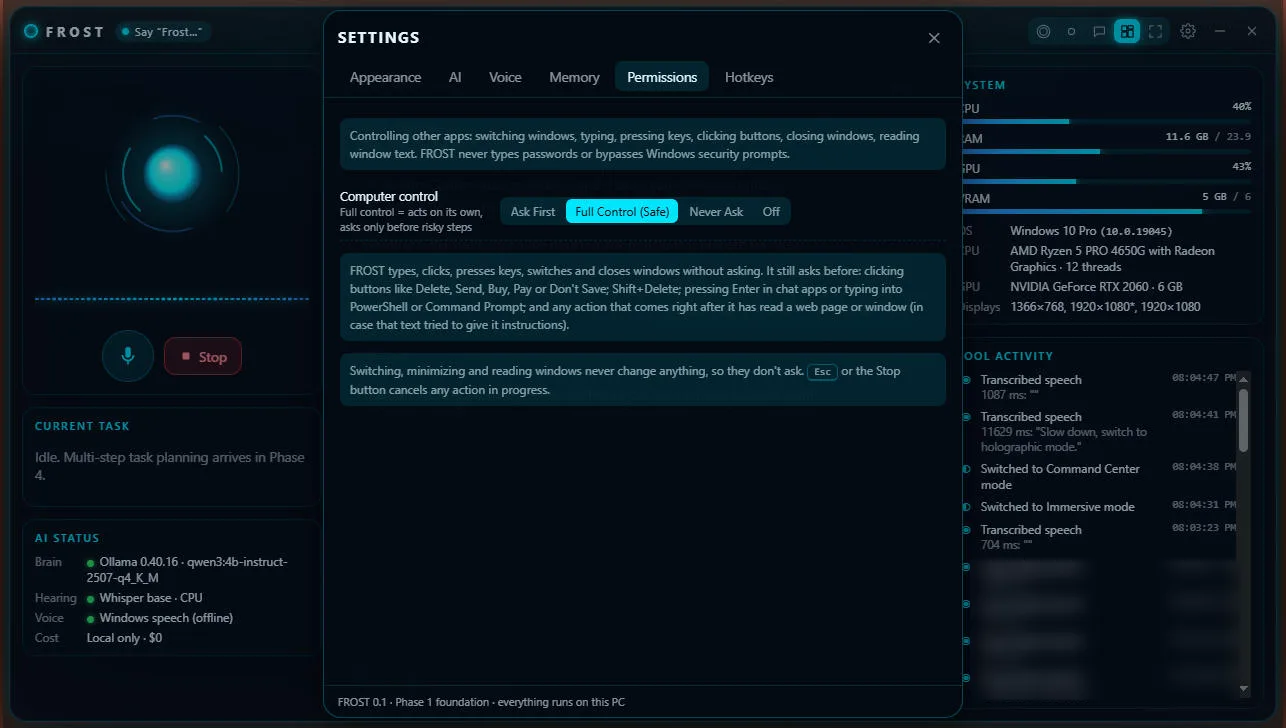 FROST
Say "Frost..."
CURRENT TASK
Idle. Multi-step task planning arrives in Phase
4.
AI STATUS
Brain
Ollama 0.40.16 · qwen3:4b-instruct-
2507-q4_K_M
Hearing
Whisper base · CPU
Voice
Windows speech (offline)
Cost
Local only · $0
Stop
SETTINGS
Appearance
AI
Voice
Memory
Permissions
Hotkeys
Controlling other apps: switching windows, typing, pressing keys, clicking buttons, closing windows, reading
window text. FROST never types passwords or bypasses Windows security prompts.
Computer control
Full control = acts on its own,
asks only before risky steps
Ask First
Full Control (Safe)
Never Ask
Off
FROST types, clicks, presses keys, switches and closes windows without asking. It still asks before: clicking
buttons like Delete, Send, Buy, Pay or Don't Save; Shift+Delete; pressing Enter in chat apps or typing into
PowerShell or Command Prompt; and any action that comes right after it has read a web page or window (in
case that text tried to give it instructions).
Switching, minimizing and reading windows never change anything, so they don't ask. Esc or the Stop
button cancels any action in progress.
FROST 0.1 · Phase 1 foundation · everything runs on this PC
YSTEM
CPU
40%
AM
11.6 GB / 23.9
GPU
43%
VRAM
5 GB / 6
OS
Windows 10 Pro (10.0.19045)
CPU
AMD Ryzen 5 PRO 4650G with Radeon
Graphics · 12 threads
GPU
NVIDIA GeForce RTX 2060 · 6 GB
Displays
1366×768, 1920×1080*, 1920×1080
OOL ACTIVITY
Transcribed speech
08:04:47 PM
1087 ms: ""
Transcribed speech
08:04:41 PM
11629 ms: "Slow down, switch to
holographic mode."
Switched to Command Center
mode
08:04:38 PM
Switched to Immersive mode
08:04:31 PM
Transcribed speech
08:03:23 PM
704 ms: ""